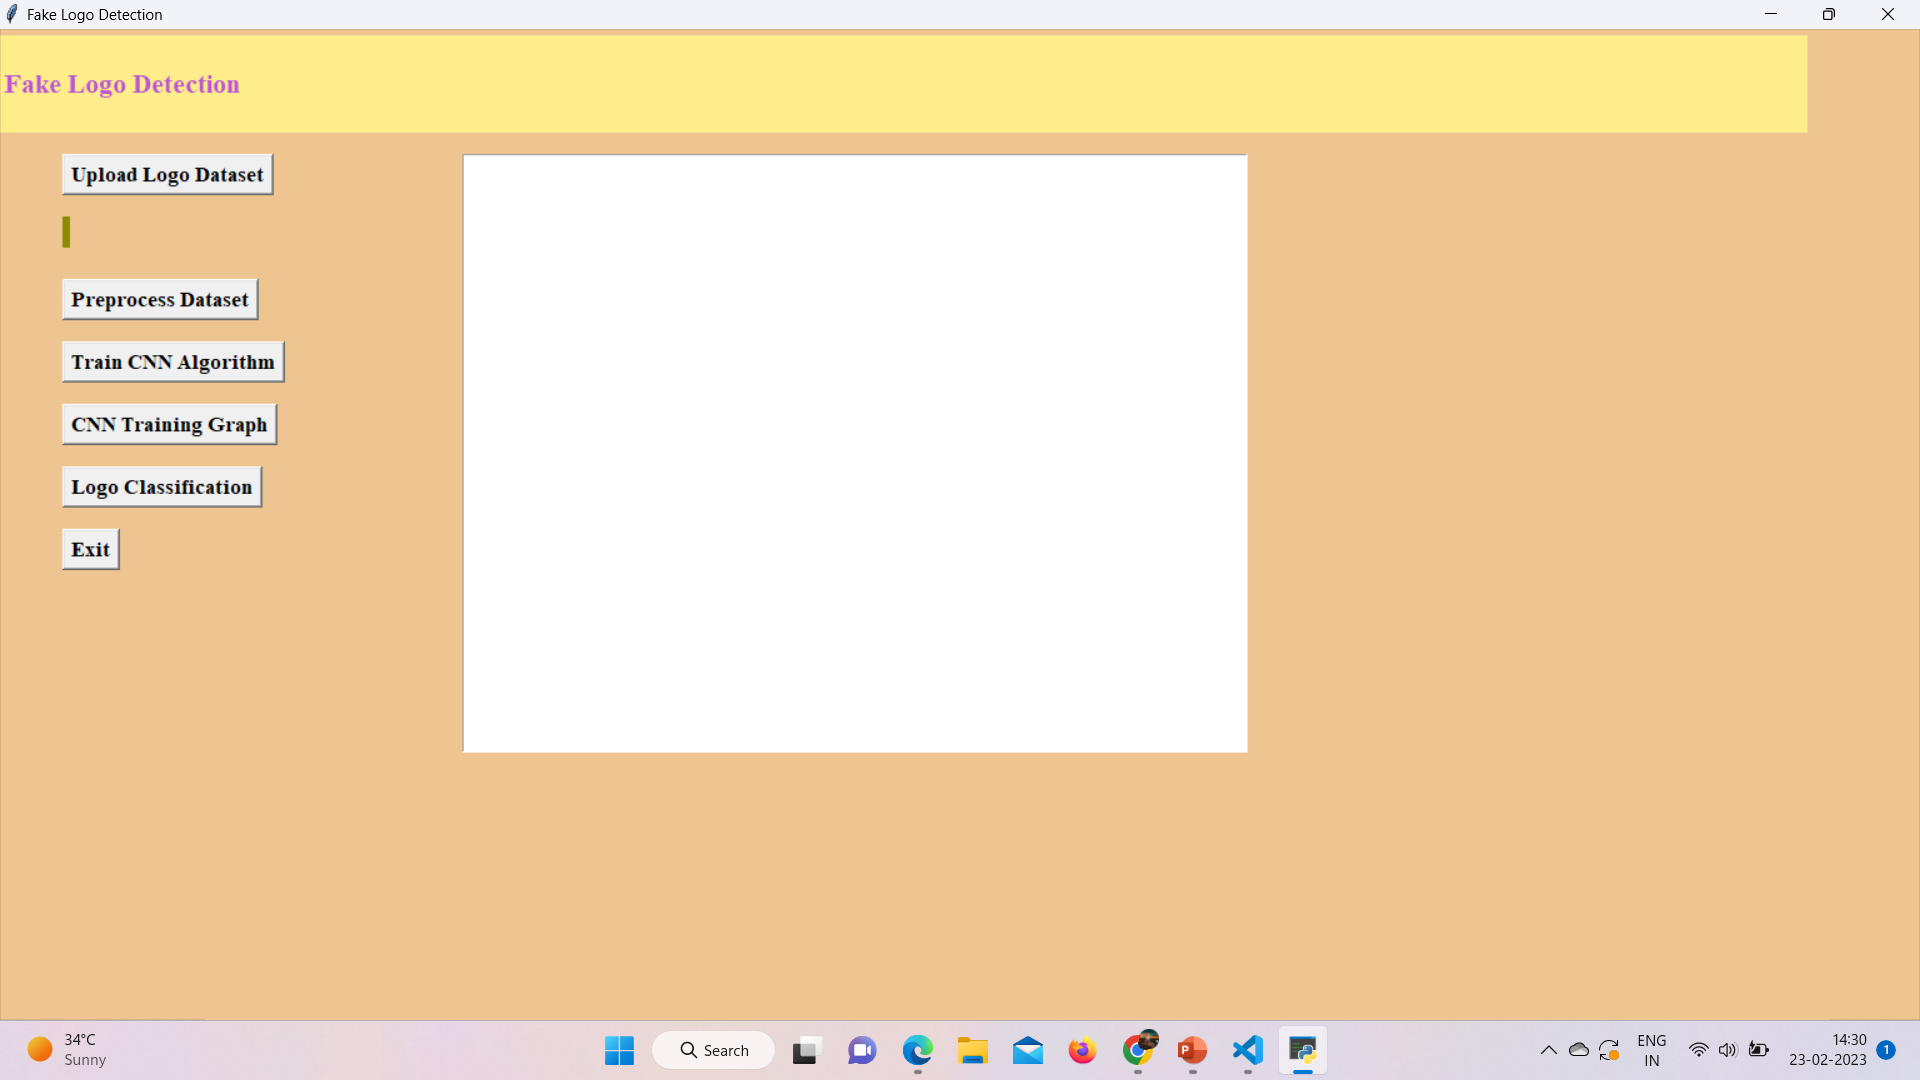 Fake Logo Detection
Fake Logo Detection
Upload Logo Dataset
Preprocess Dataset
Train CNN Algorithm
CNN Training Graph
Logo Classification
Exit
34°C
Sunny
Search
P
ENG
IN
14:30
23-02-2023
1